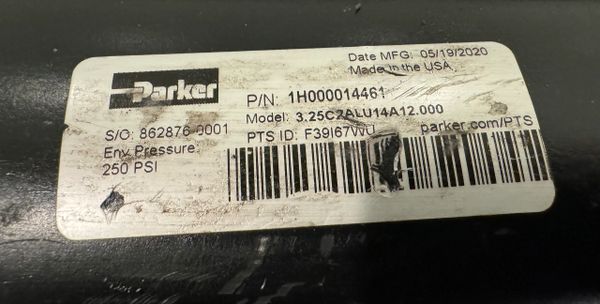 Parker
Date MFG: 05/19/2020
Made in the USA
P/N: 1H000014461
Model: 3.25C2ALU14A12.000
S/O: 862876-0001
PTS ID: parker.com/PTS
Env Pressure:
250 PSI